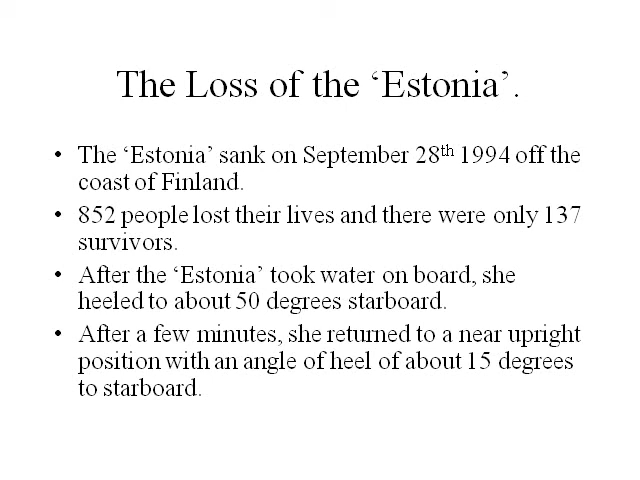 The Loss of the ‘Estonia’.
• The ‘Estonia’ sank on September 28th 1994 off the
coast of Finland.
• 852 people lost their lives and there were only 137
survivors.
• After the ‘Estonia’ took water on board, she
heeled to about 50 degrees starboard.
• After a few minutes, she returned to a near upright
position with an angle of heel of about 15 degrees
to starboard.